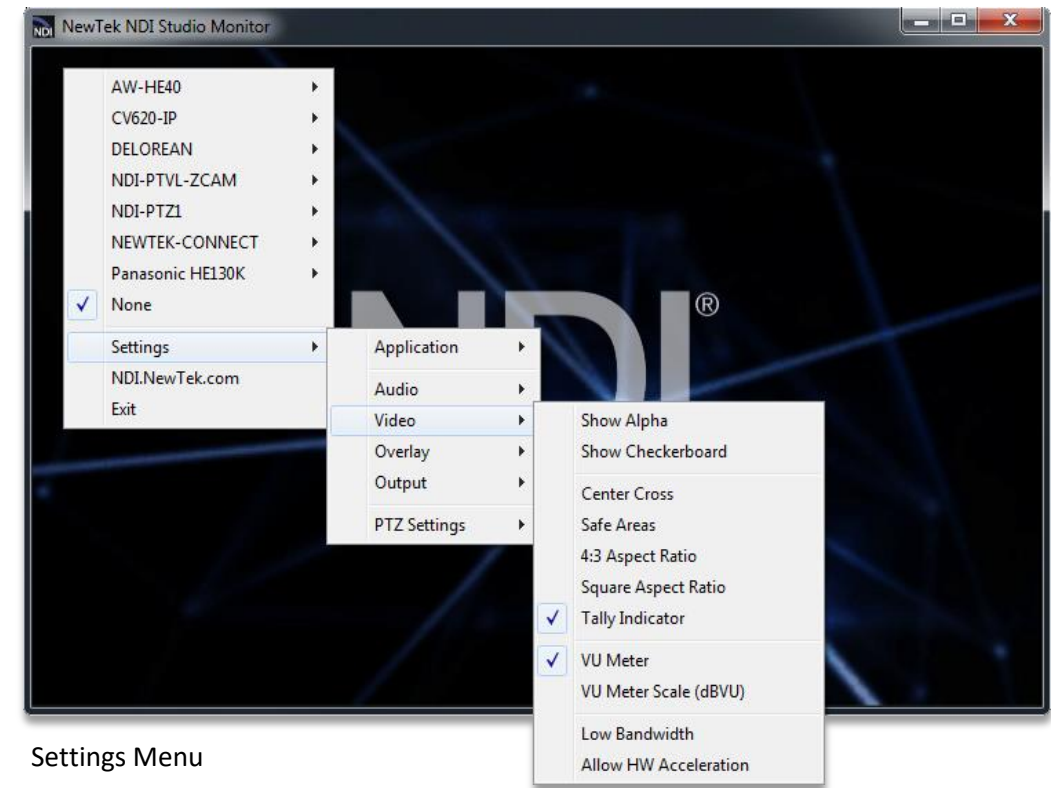 NDI NewTek NDI Studio Monitor
AW-HE40
CV620-IP
DELOREAN
NDI-PTVL-ZCAM
NDI-PTZ1
NEWTEK-CONNECT
Panasonic HE130K
None
Settings
NDI.NewTek.com
Exit
NDI®
Application
Audio
Video
Overlay
Output
PTZ Settings
Show Alpha
Show Checkerboard
Center Cross
Safe Areas
4:3 Aspect Ratio
Square Aspect Ratio
Tally Indicator
VU Meter
VU Meter Scale (dBVU)
Low Bandwidth
Allow HW Acceleration
Settings Menu